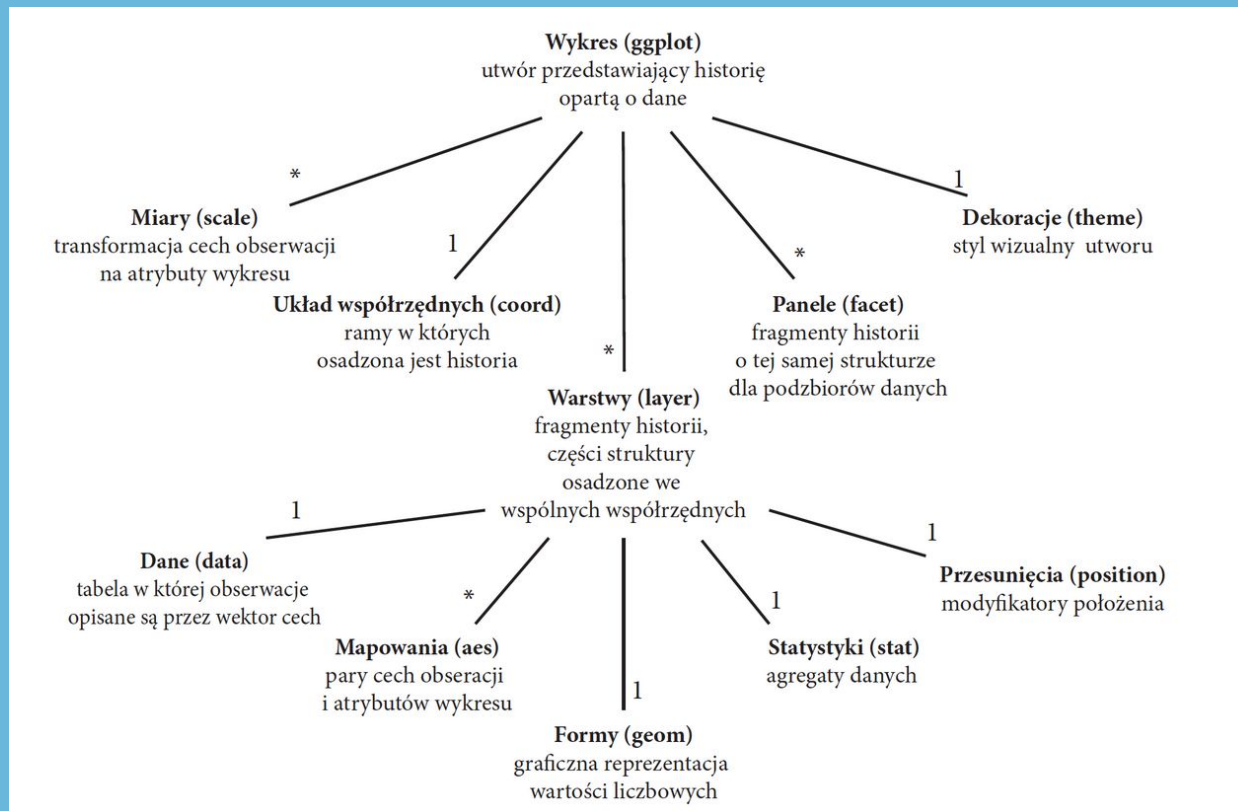 Wykres (ggplot)
utwór przedstawiający historię
opartą o dane
*
Miary (scale)
transformacja cech obserwacji
na atrybuty wykresu
1
Układ współrzędnych (coord)
ramy w których
osadzona jest historia
*
Warstwy (layer)
fragmenty historii,
części struktury
osadzone we
wspólnych współrzędnych
*
Panele (facet)
fragmenty historii
o tej samej strukturze
dla podzbiorów danych
1
Dekoracje (theme)
styl wizualny utworu
1
Dane (data)
tabela w której obserwacje
opisane są przez wektor cech
*
Mapowania (aes)
pary cech obseracji
i atrybutów wykresu
1
Formy (geom)
graficzna reprezentacja
wartości liczbowych
1
Statystyki (stat)
agregaty danych
1
Przesunięcia (position)
modyfikatory położenia